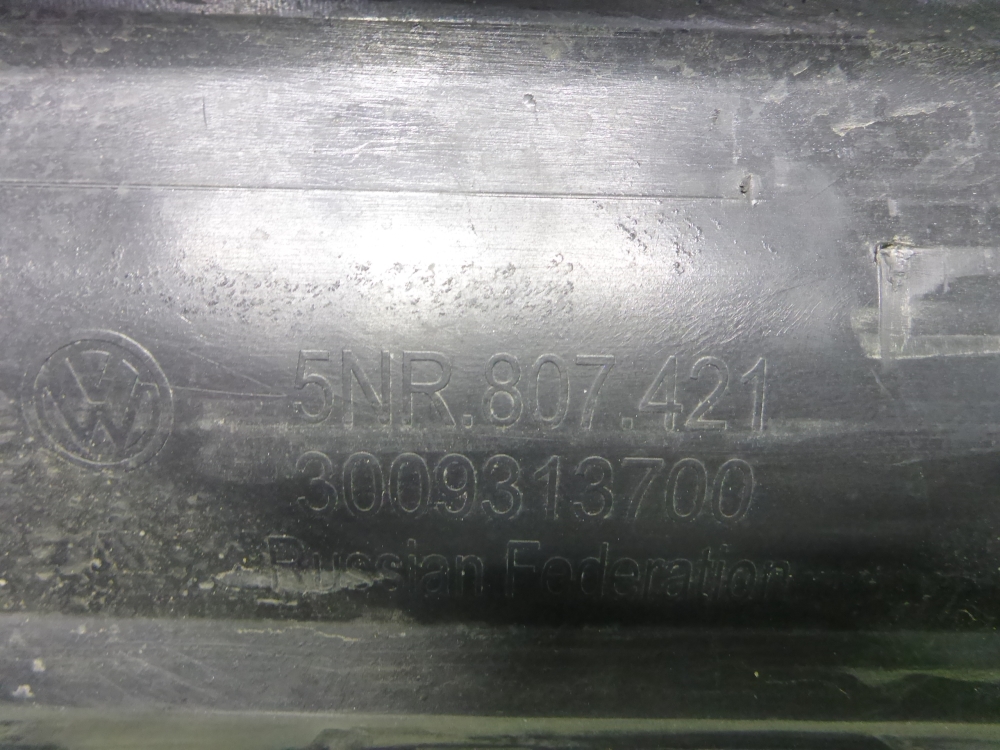 5NR.807.421
3009313700
Russian Federation